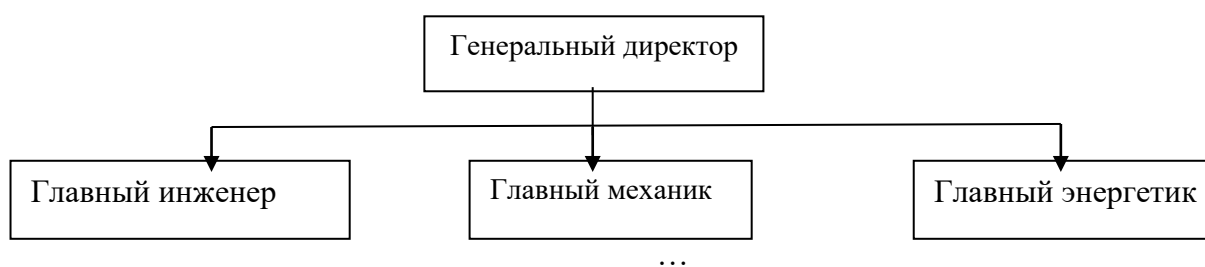 Генеральный директор
Главный инженер
Главный механик
Главный энергетик
…